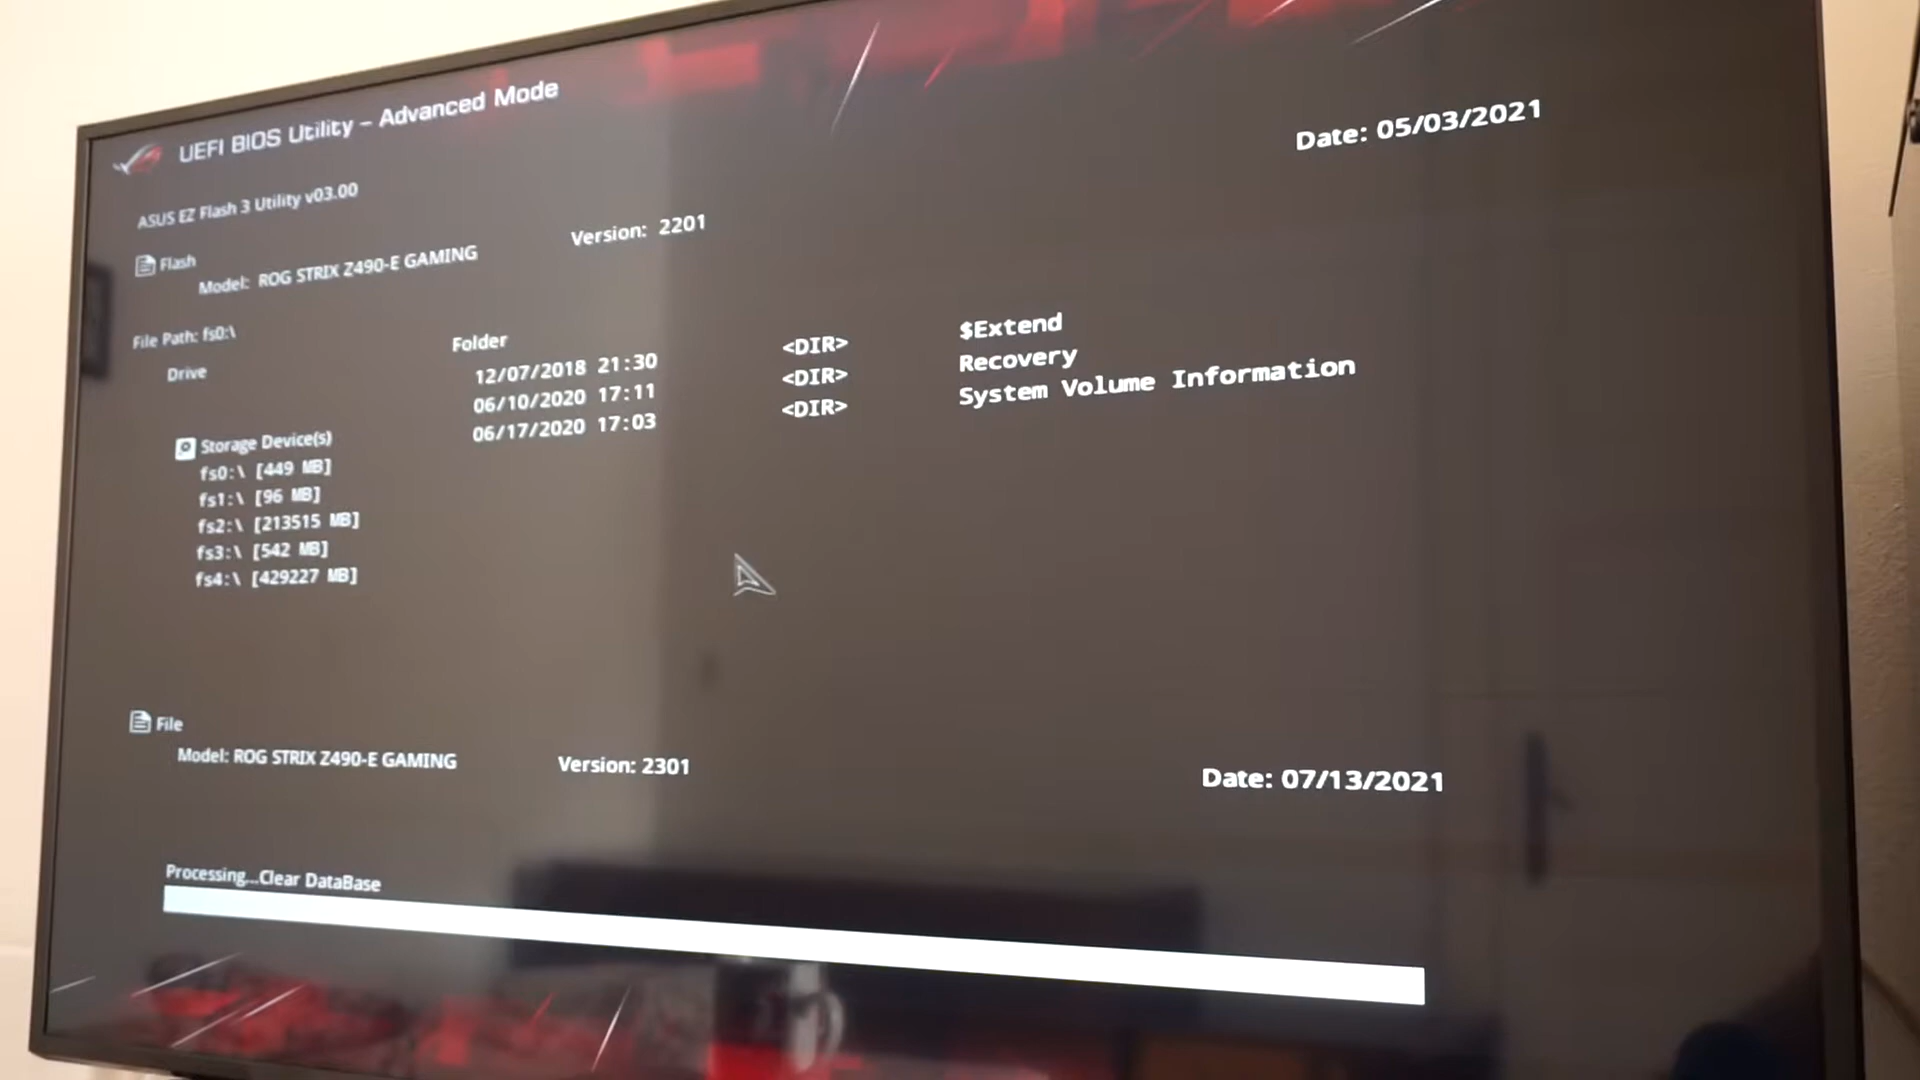 UEFI BIOS Utility – Advanced Mode
ASUS EZ Flash 3 Utility v03.00
Flash
Model: ROG STRIX Z490-E GAMING Version: 2201 Date: 05/03/2021
File Path: fs0:\
Drive Folder
12/07/2018 21:30 <DIR> $Extend
06/10/2020 17:11 <DIR> Recovery
06/17/2020 17:03 <DIR> System Volume Information
Storage Device(s)
fs0:\ [449 MB]
fs1:\ [96 MB]
fs2:\ [213515 MB]
fs3:\ [542 MB]
fs4:\ [429227 MB]
File
Model: ROG STRIX Z490-E GAMING Version: 2301 Date: 07/13/2021
Processing...Clear DataBase